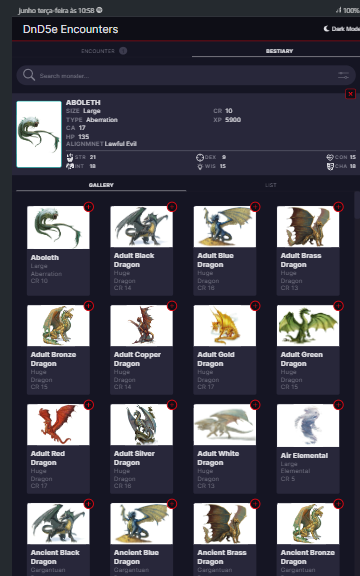 junho terça-feira às 10:58
100%
DnD5e Encounters
Dark Mode
ENCOUNTER
BESTIARY
Search monster...
ABOLETH
SIZE Large
CR 10
TYPE Aberration
XP 5900
CA 17
HP 135
ALIGNMNET Lawful Evil
STR 21
DEX 9
CON 15
INT 18
WIS 15
CHA 18
GALLERY
LIST
Aboleth
Large
Aberration
CR 10
Adult Black
Dragon
Huge
Dragon
CR 14
Adult Blue
Dragon
Huge
Dragon
CR 16
Adult Brass
Dragon
Huge
Dragon
CR 13
Adult Bronze
Dragon
Huge
Dragon
CR 15
Adult Copper
Dragon
Huge
Dragon
CR 14
Adult Gold
Dragon
Huge
Dragon
CR 17
Adult Green
Dragon
Huge
Dragon
CR 15
Adult Red
Dragon
Huge
Dragon
CR 17
Adult Silver
Dragon
Huge
Dragon
CR 16
Adult White
Dragon
Huge
Dragon
CR 13
Air Elemental
Large
Elemental
CR 5
Ancient Black
Dragon
Gargantuan
Ancient Blue
Dragon
Gargantuan
Ancient Brass
Dragon
Gargantuan
Ancient Bronze
Dragon
Gargantuan